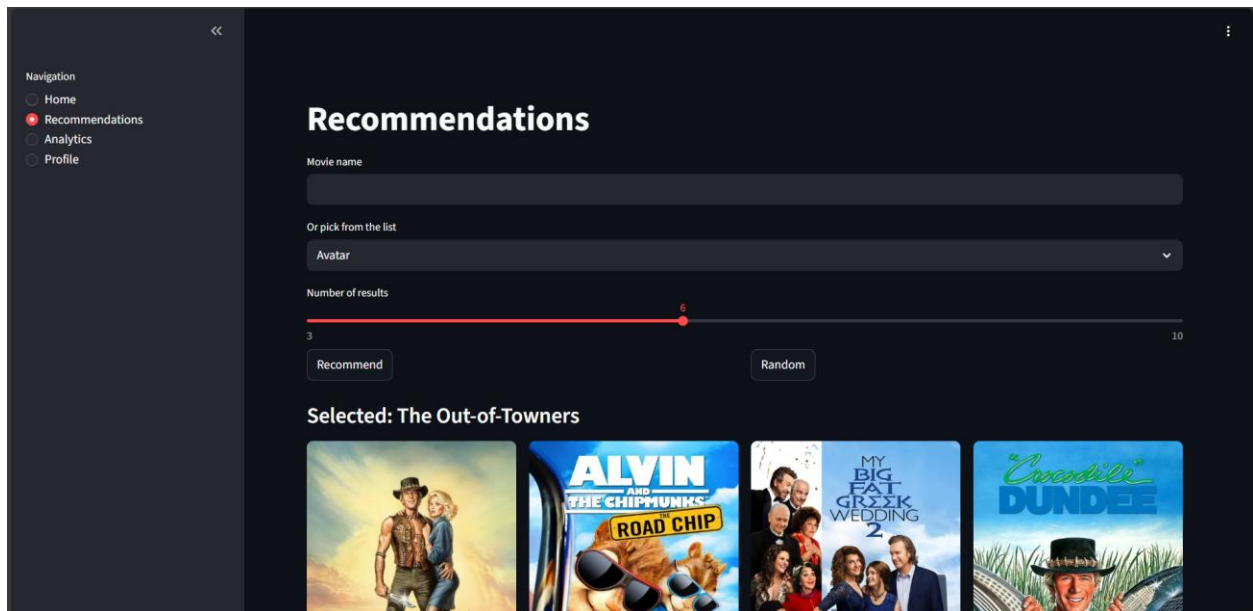 Navigation
Home
Recommendations
Analytics
Profile
Recommendations
Movie name
Or pick from the list
Avatar
Number of results
6
3 10
Recommend Random
Selected: The Out-of-Towners
ALVIN
AND
THE CHIPMUNKS
THE
ROAD CHIP
MY
BIG
FAT
GREEK
WEDDING
2
"Crocodile"
DUNDEE